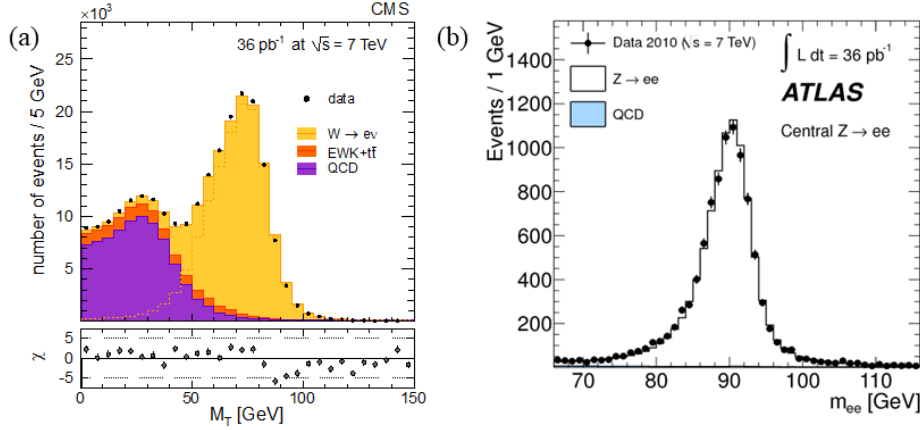 (a)
×10³
CMS
36 pb⁻¹ at √s = 7 TeV
number of events / 5 GeV
25
20
15
10
5
data
W → eν
EWK+tt̄
QCD
χ
5
0
-5
0
50
100
150
M_T [GeV]
(b)
Events / 1 GeV
1400
1200
1000
800
600
400
200
Data 2010 (√s = 7 TeV)
Z → ee
QCD
∫ L dt = 36 pb⁻¹
ATLAS
Central Z → ee
70
80
90
100
110
m_ee [GeV]